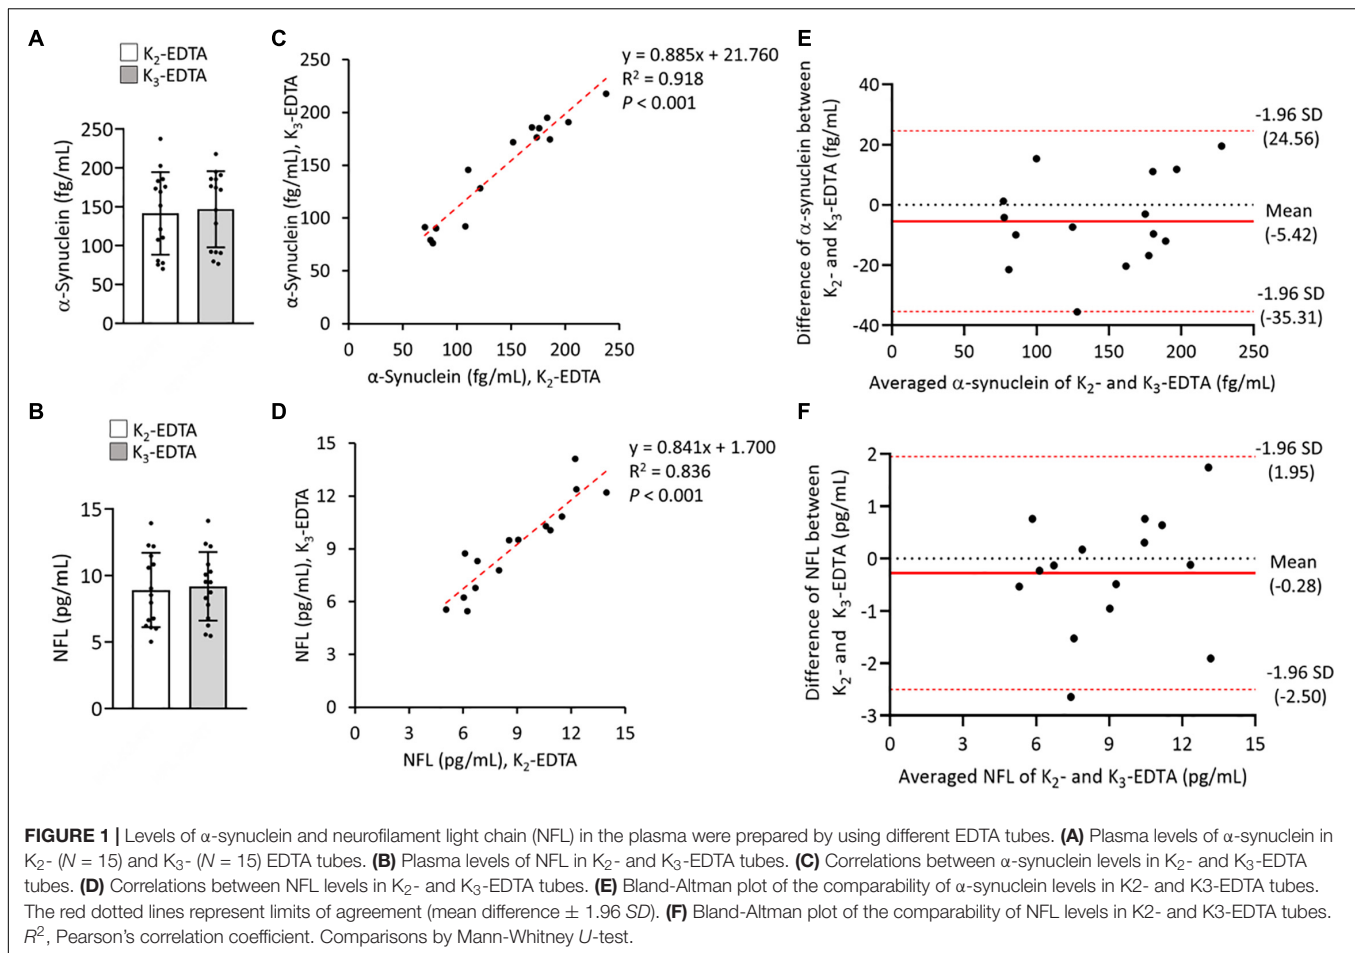 A
K2-EDTA
K3-EDTA
α-Synuclein (fg/mL)
250
200
150
100
50
0
C
α-Synuclein (fg/mL), K3-EDTA
250
200
150
100
50
0
0 50 100 150 200 250
α-Synuclein (fg/mL), K2-EDTA
y = 0.885x + 21.760
R2 = 0.918
P < 0.001
E
Difference of α-synuclein between
K2- and K3-EDTA (fg/mL)
40
20
0
-20
-40
0 50 100 150 200 250
Averaged α-synuclein of K2- and K3-EDTA (fg/mL)
-1.96 SD
(24.56)
Mean
(-5.42)
-1.96 SD
(-35.31)
B
K2-EDTA
K3-EDTA
NFL (pg/mL)
15
10
5
0
D
NFL (pg/mL), K3-EDTA
15
12
9
6
3
0
0 3 6 9 12 15
NFL (pg/mL), K2-EDTA
y = 0.841x + 1.700
R2 = 0.836
P < 0.001
F
Difference of NFL between
K2- and K3-EDTA (pg/mL)
2
1
0
-1
-2
-3
0 3 6 9 12 15
Averaged NFL of K2- and K3-EDTA (pg/mL)
-1.96 SD
(1.95)
Mean
(-0.28)
-1.96 SD
(-2.50)
FIGURE 1 | Levels of α-synuclein and neurofilament light chain (NFL) in the plasma were prepared by using different EDTA tubes. (A) Plasma levels of α-synuclein in
K2- (N = 15) and K3- (N = 15) EDTA tubes. (B) Plasma levels of NFL in K2- and K3-EDTA tubes. (C) Correlations between α-synuclein levels in K2- and K3-EDTA
tubes. (D) Correlations between NFL levels in K2- and K3-EDTA tubes. (E) Bland-Altman plot of the comparability of α-synuclein levels in K2- and K3-EDTA tubes.
The red dotted lines represent limits of agreement (mean difference ± 1.96 SD). (F) Bland-Altman plot of the comparability of NFL levels in K2- and K3-EDTA tubes.
R2, Pearson's correlation coefficient. Comparisons by Mann-Whitney U-test.